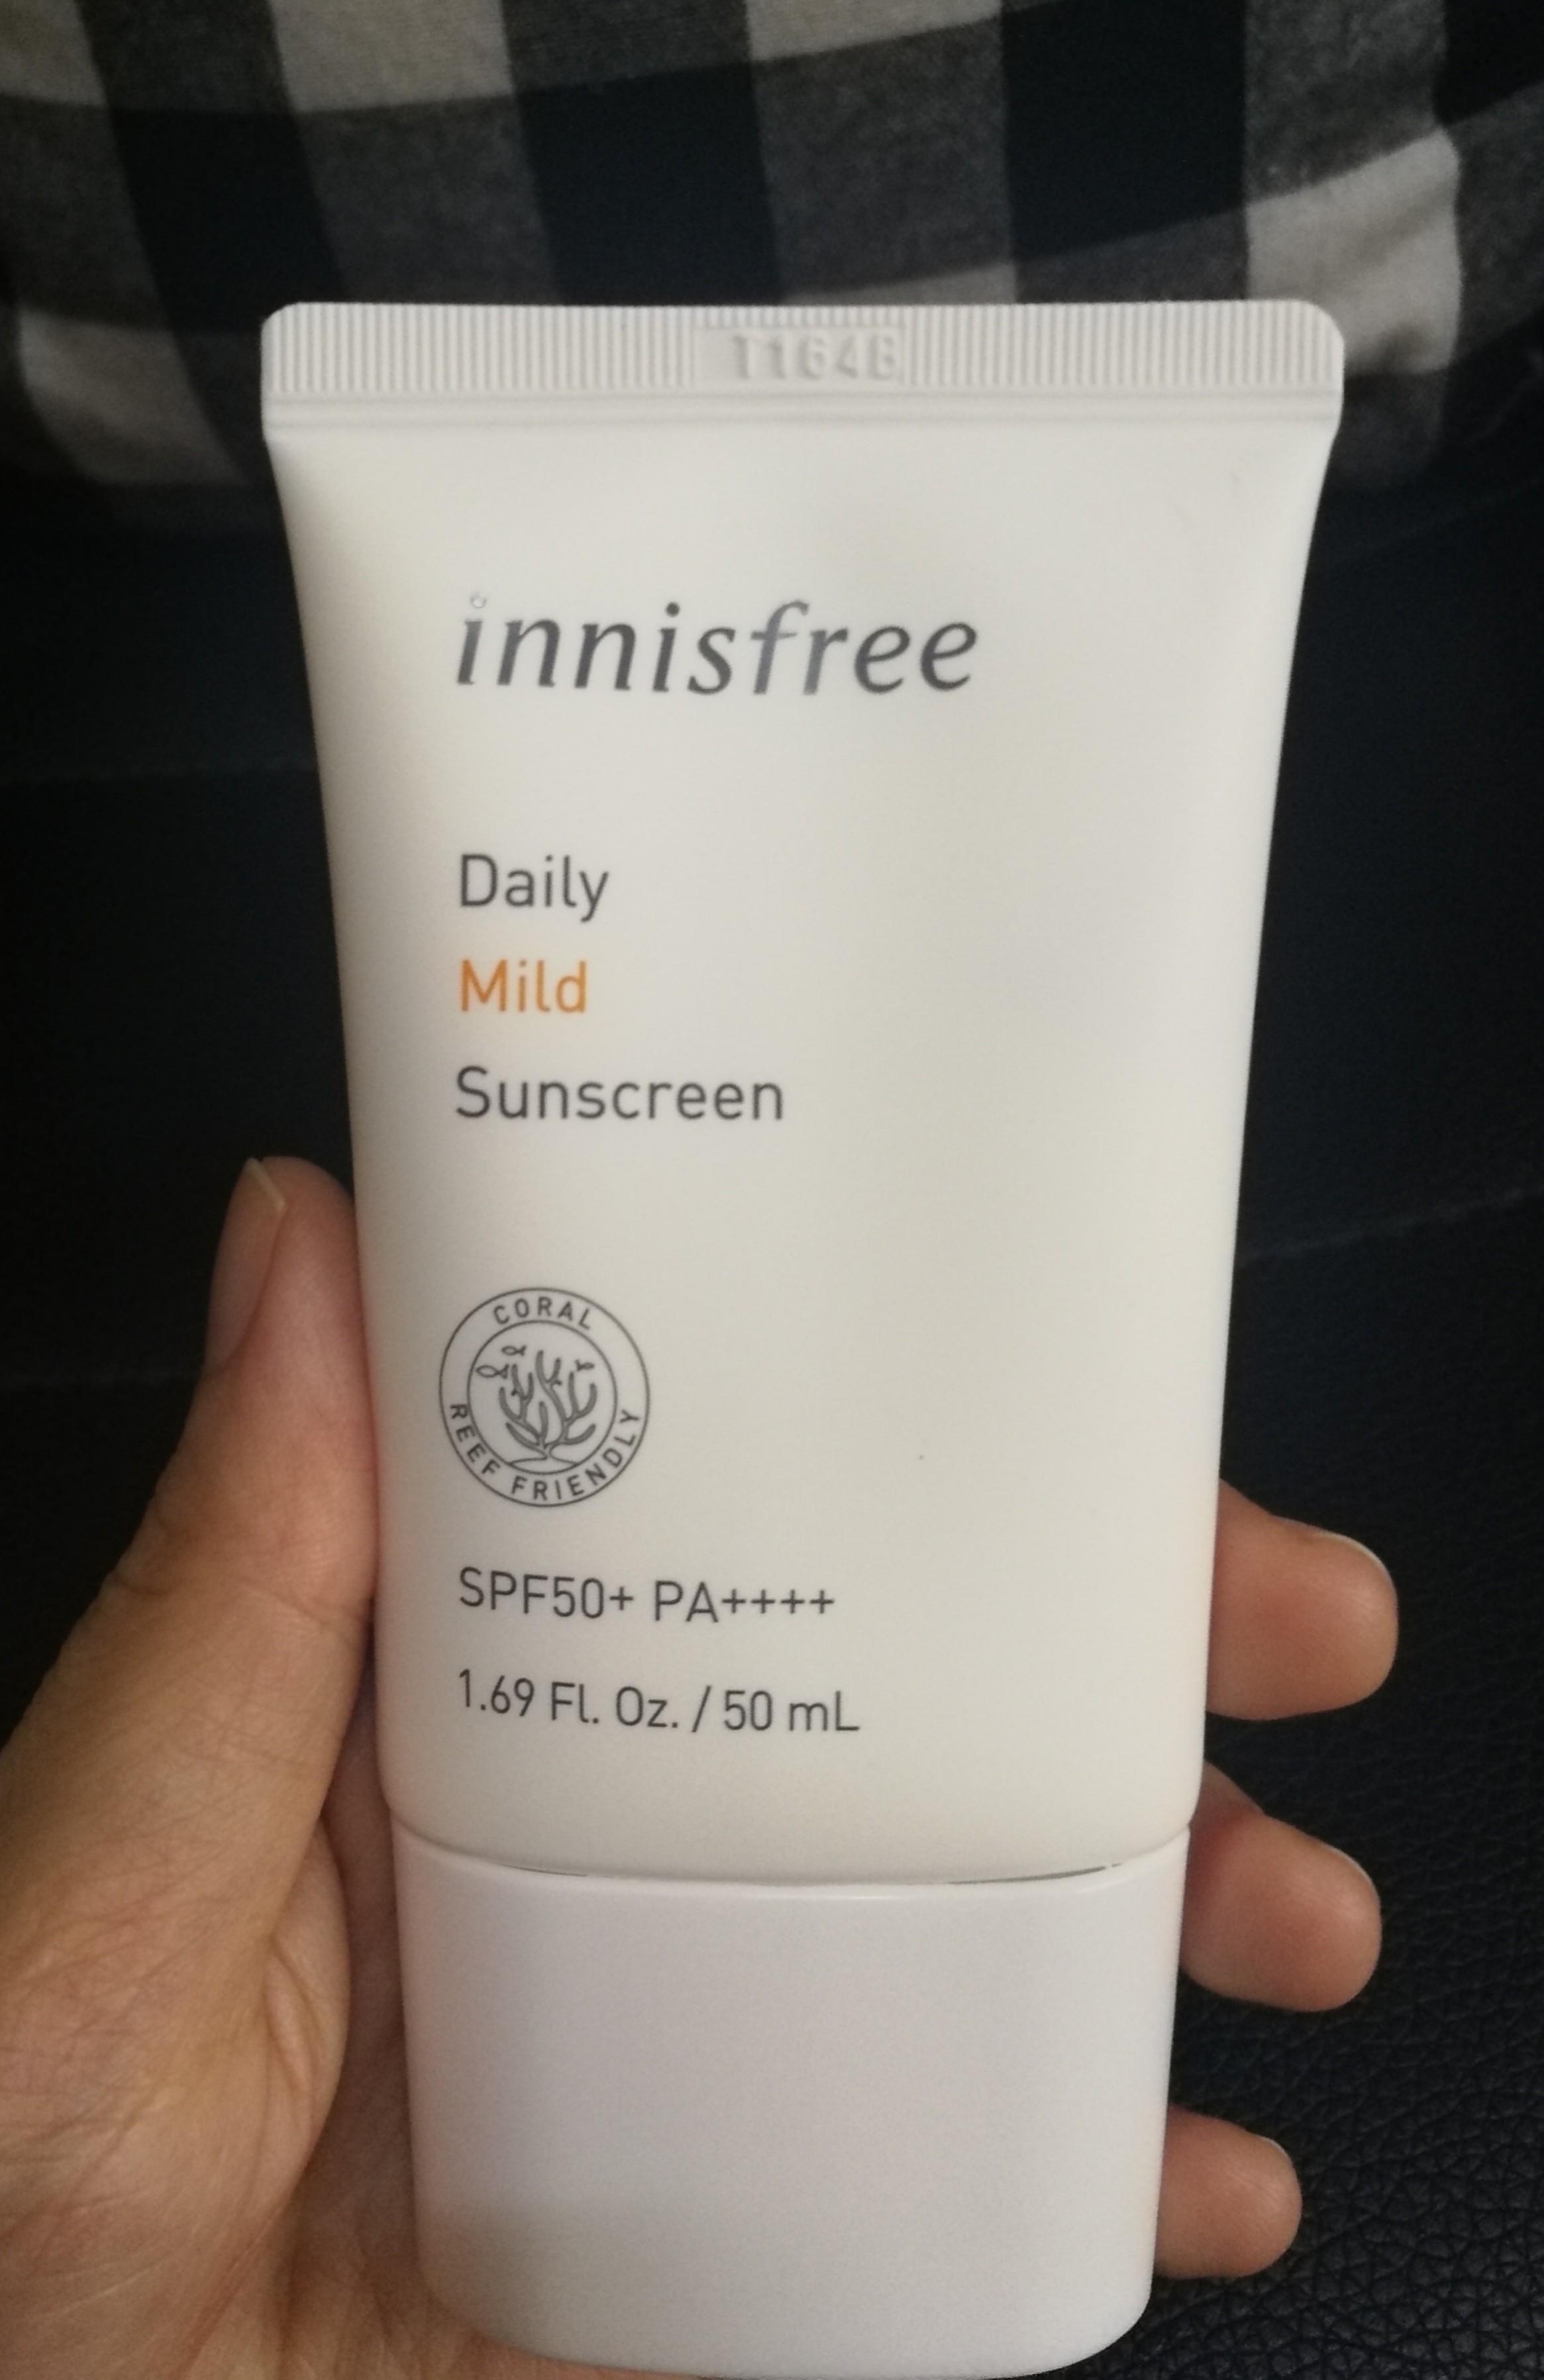 T164B
innisfree
Daily
Mild
Sunscreen
CORAL
REEF FRIENDLY
SPF50+ PA++++
1.69 Fl. Oz. / 50 mL